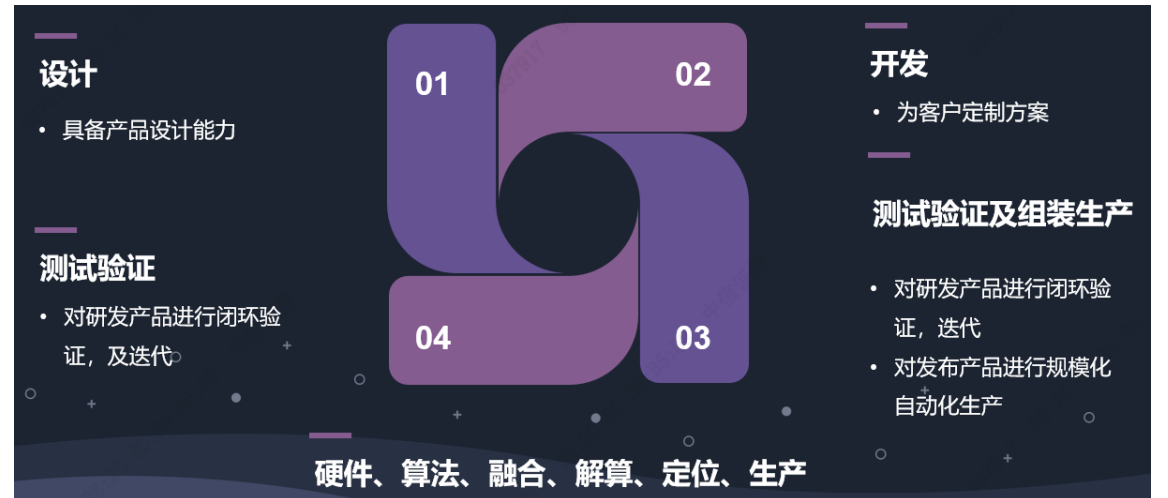 设计
• 具备产品设计能力
01
02
开发
• 为客户定制方案
测试验证
• 对研发产品进行闭环验
证，及迭代
04
03
测试验证及组装生产
• 对研发产品进行闭环验
证，迭代
• 对发布产品进行规模化
自动化生产
硬件、算法、融合、解算、定位、生产